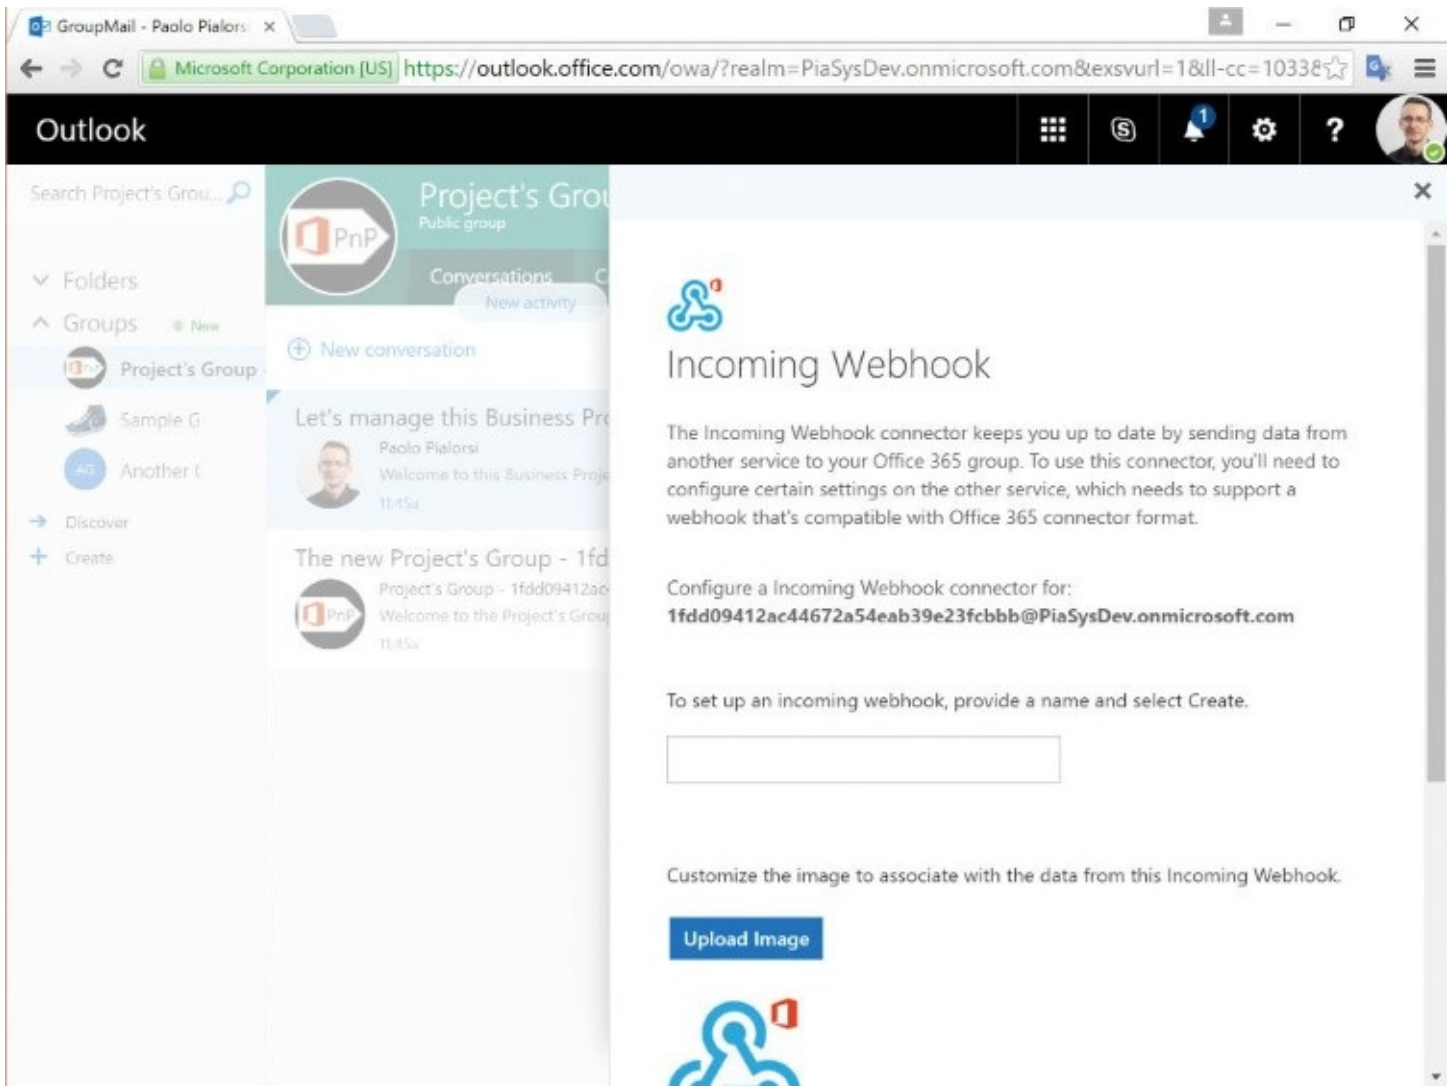 GroupMail - Paolo Pialors
Microsoft Corporation [US] https://outlook.office.com/owa/?realm=PiaSysDev.onmicrosoft.com&exsvurl=1&ll-cc=1033&
Outlook
1
?
Search Project's Grou...
Folders
Groups New
Project's Group -
Sample G
AG Another
Discover
Create
PnP
Project's Grou
Public group
Conversations C
New activity
New conversation
Let's manage this Business Pro
Paolo Pialorsi
Welcome to this Business Proje
11:45a
The new Project's Group - 1fd
Project's Group - 1fdd09412ac
PnP Welcome to the Project's Grou
11:45a
Incoming Webhook
The Incoming Webhook connector keeps you up to date by sending data from
another service to your Office 365 group. To use this connector, you'll need to
configure certain settings on the other service, which needs to support a
webhook that's compatible with Office 365 connector format.
Configure a Incoming Webhook connector for:
1fdd09412ac44672a54eab39e23fcbbb@PiaSysDev.onmicrosoft.com
To set up an incoming webhook, provide a name and select Create.
Customize the image to associate with the data from this Incoming Webhook.
Upload Image